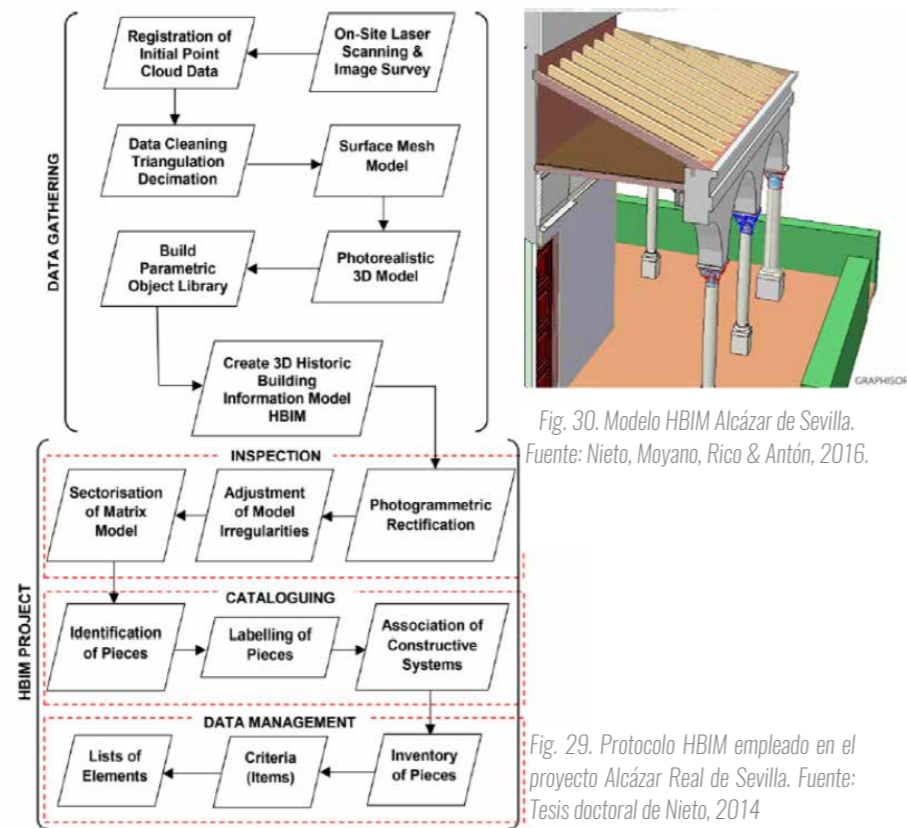 DATA GATHERING
On-Site Laser
Scanning &
Image Survey
Registration of
Initial Point
Cloud Data
Data Cleaning
Triangulation
Decimation
Surface Mesh
Model
Photorealistic
3D Model
Build
Parametric
Object Library
Create 3D Historic
Building
Information Model
HBIM
HBIM PROJECT
INSPECTION
Photogrammetric
Rectification
Adjustment
of Model
Irregularities
Sectorisation
of Matrix
Model
CATALOGUING
Identification
of Pieces
Labelling of
Pieces
Association of
Constructive
Systems
DATA MANAGEMENT
Inventory
of Pieces
Criteria
(Items)
Lists of
Elements
GRAPHISOF
Fig. 30. Modelo HBIM Alcázar de Sevilla.
Fuente: Nieto, Moyano, Rico & Antón, 2016.
Fig. 29. Protocolo HBIM empleado en el
proyecto Alcázar Real de Sevilla. Fuente:
Tesis doctoral de Nieto, 2014